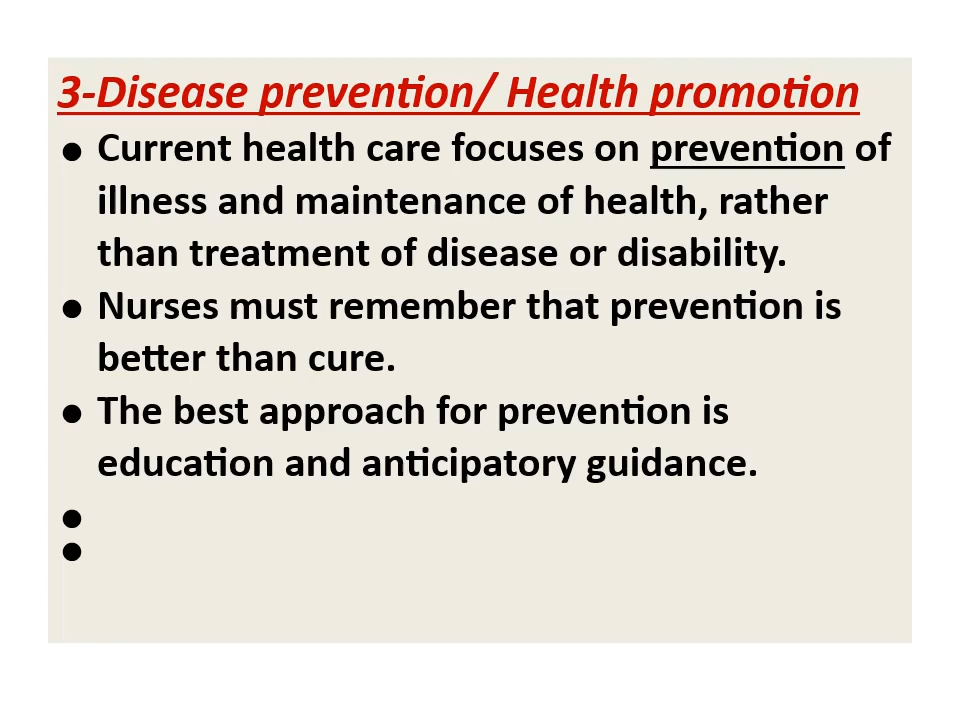 3-Disease prevention/ Health promotion
• Current health care focuses on prevention of
illness and maintenance of health, rather
than treatment of disease or disability.
• Nurses must remember that prevention is
better than cure.
• The best approach for prevention is
education and anticipatory guidance.
•
•